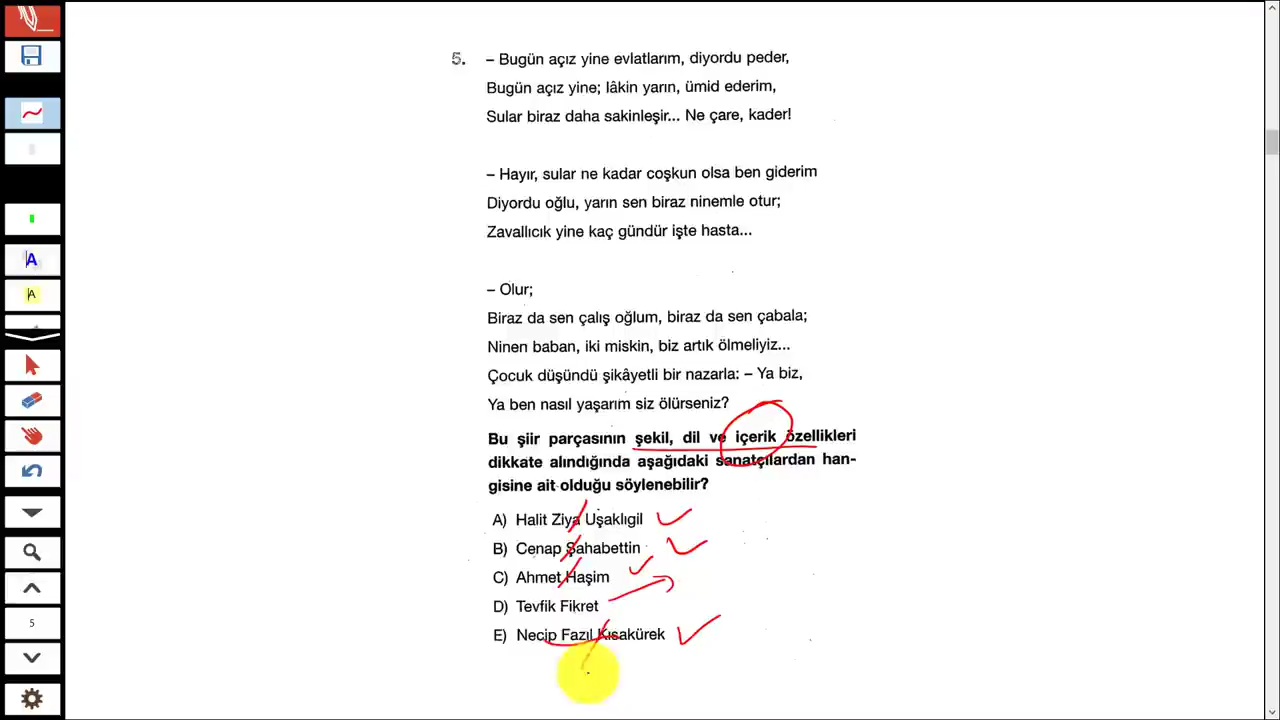 5. – Bugün açız yine evlatlarım, diyordu peder,
Bugün açız yine; lâkin yarın, ümid ederim,
Sular biraz daha sakinleşir... Ne çare, kader!
– Hayır, sular ne kadar coşkun olsa ben giderim
Diyordu oğlu, yarın sen biraz ninemle otur;
Zavallıcık yine kaç gündür işte hasta...
– Olur;
Biraz da sen çalış oğlum, biraz da sen çabala;
Ninen baban, iki miskin, biz artık ölmeliyiz...
Çocuk düşündü şikâyetli bir nazarla: – Ya biz,
Ya ben nasıl yaşarım siz ölürseniz?
Bu şiir parçasının şekil, dil ve içerik özellikleri
dikkate alındığında aşağıdaki sanatçılardan han-
gisine ait olduğu söylenebilir?
A) Halit Ziya Uşaklıgil
B) Cenap Şahabettin
C) Ahmet Haşim
D) Tevfik Fikret
E) Necip Fazıl Kısakürek
A
A
5